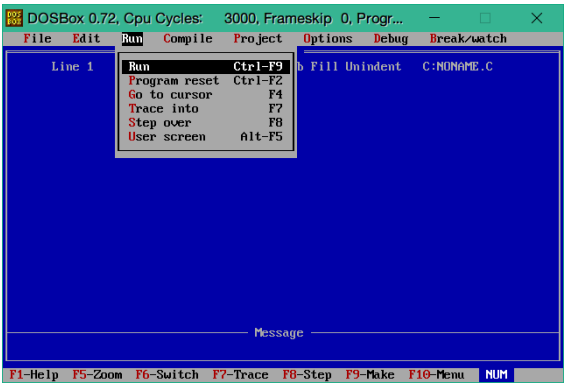 DOSBox 0.72, Cpu Cycles: 3000, Frameskip 0, Progr...
File Edit Run Compile Project Options Debug Break/watch
Line 1 b Fill Unindent C:NONAME.C
Run Ctrl-F9
Program reset Ctrl-F2
Go to cursor F4
Trace into F7
Step over F8
User screen Alt-F5
Message
F1-Help F5-Zoom F6-Switch F7-Trace F8-Step F9-Make F10-Menu NUM